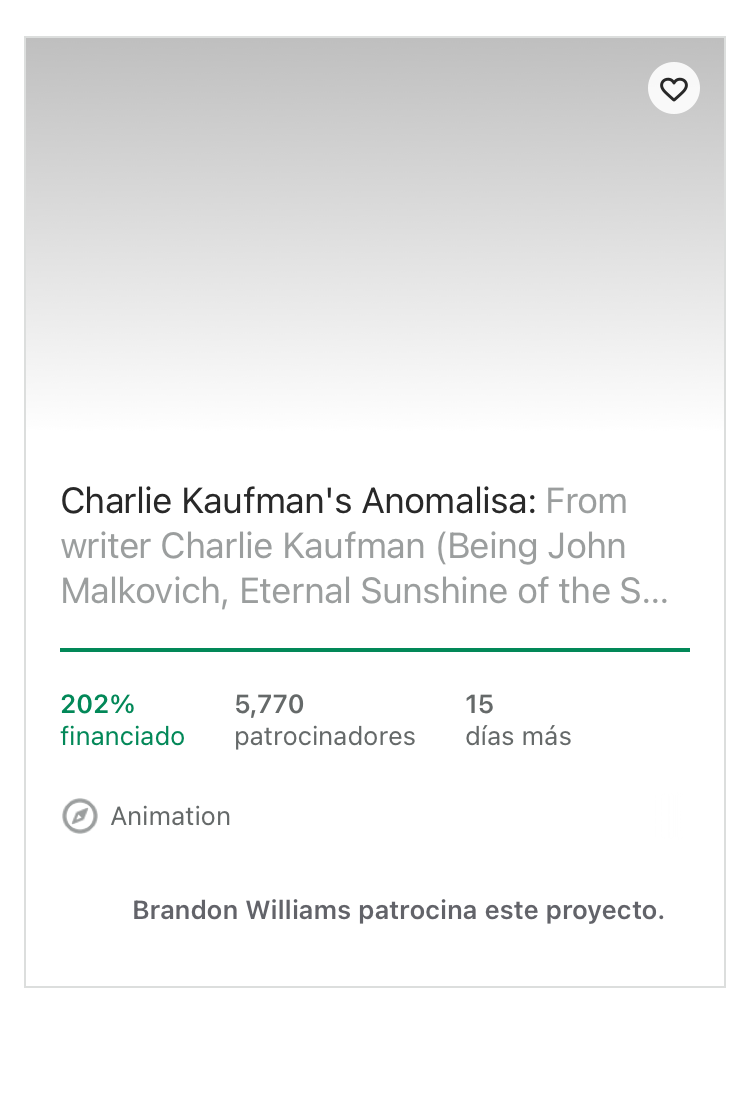 Charlie Kaufman's Anomalisa: From
writer Charlie Kaufman (Being John
Malkovich, Eternal Sunshine of the S...
202% 5,770 15
financiado patrocinadores días más
Animation
Brandon Williams patrocina este proyecto.